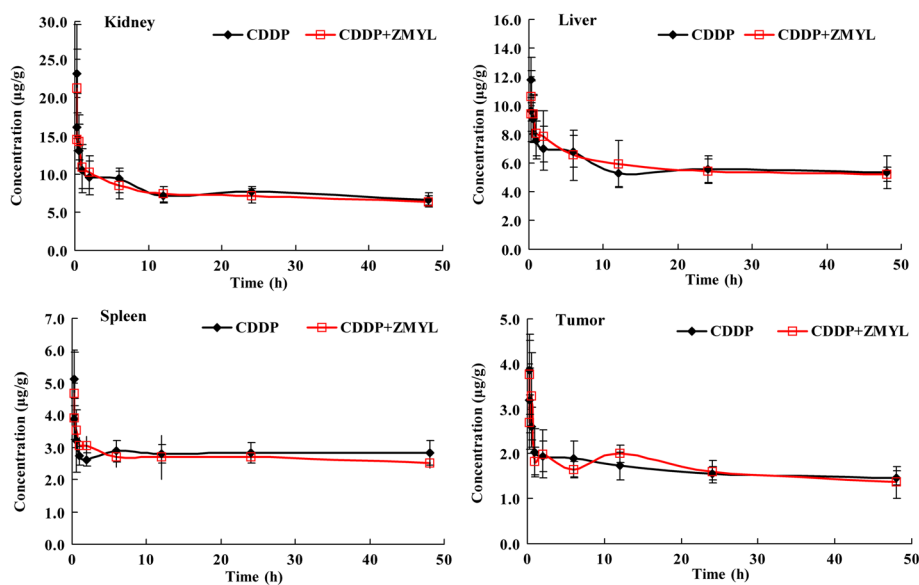 Kidney
CDDP
CDDP+ZMYL
30.0
25.0
20.0
15.0
10.0
5.0
0.0
Concentration (µg/g)
0
10
20
30
40
50
Time (h)
Liver
CDDP
CDDP+ZMYL
16.0
14.0
12.0
10.0
8.0
6.0
4.0
2.0
0.0
Concentration (µg/g)
0
10
20
30
40
50
Time (h)
Spleen
CDDP
CDDP+ZMYL
7.0
6.0
5.0
4.0
3.0
2.0
1.0
0.0
Concentration (µg/g)
0
10
20
30
40
50
Time (h)
Tumor
CDDP
CDDP+ZMYL
5.0
4.0
3.0
2.0
1.0
0.0
Concentration (µg/g)
0
10
20
30
40
50
Time (h)